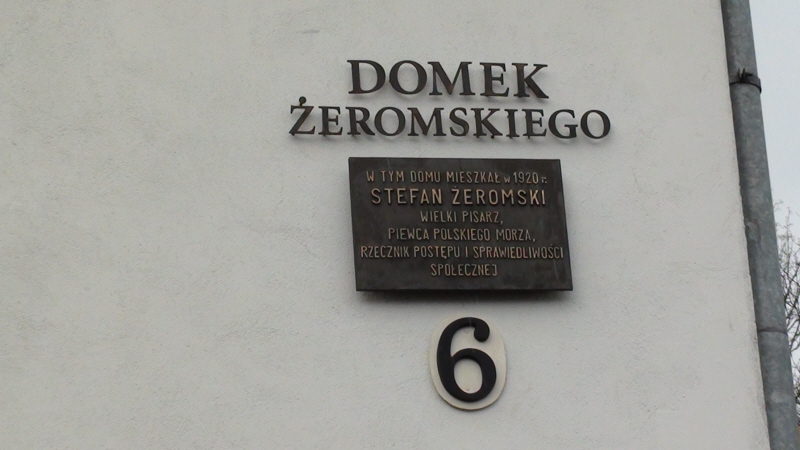 DOMEK
ŻEROMSKIEGO
W TYM DOMU MIESZKAŁ w 1920 r.
STEFAN ŻEROMSKI
WIELKI PISARZ,
PIEWCA POLSKIEGO MORZA,
RZECZNIK POSTĘPU I SPRAWIEDLIWOŚCI
SPOŁECZNEJ
6